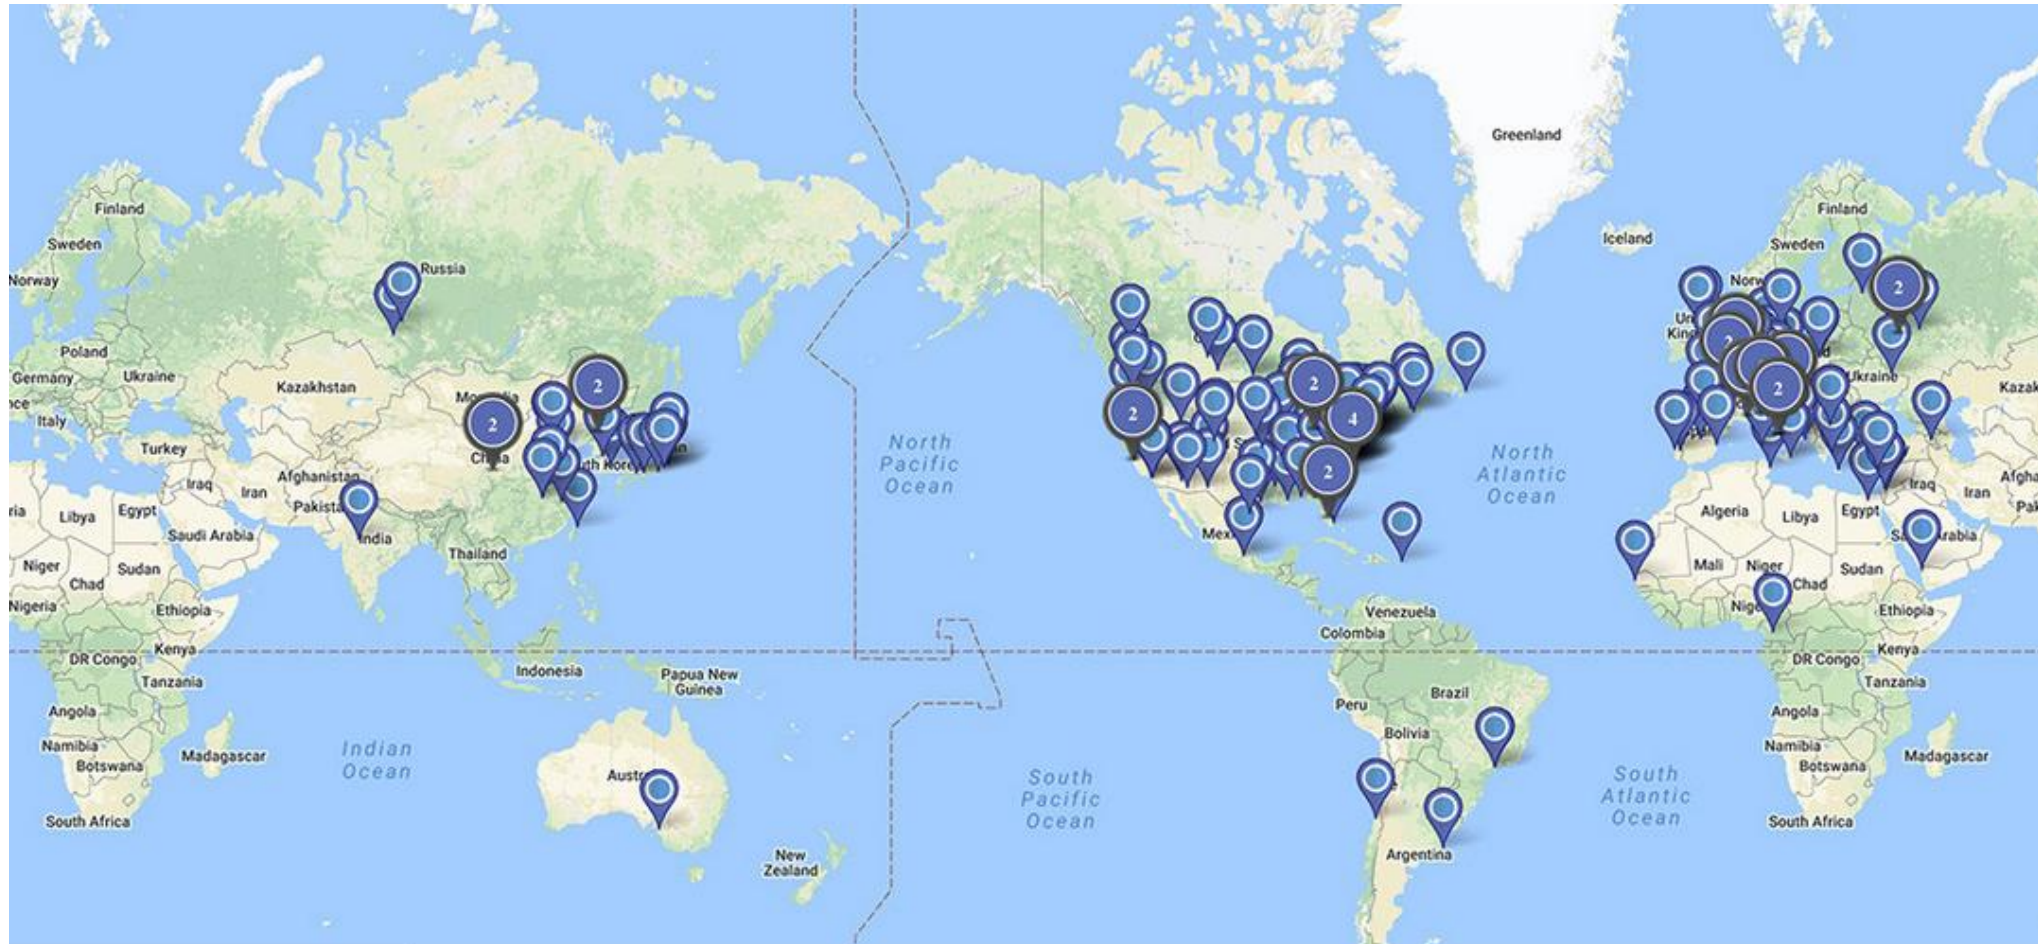 Greenland
Finland
Finland
Iceland
Sweden
Sweden
Russia
Norway
2
2
Poland
Germany
Ukraine
Kazakhstan
2
2
2
2
Ukraine
Italy
2
2
4
Turkey
North
Pacific
Ocean
North
Atlantic
Ocean
2
Afghanistan
Iraq
Iran
Iraq
Iran
Libya
Egypt
Saudi Arabia
India
Algeria
Libya
Egypt
Thailand
Niger
Chad
Sudan
Mali
Niger
Chad
Sudan
Nigeria
Ethiopia
Venezuela
Colombia
Ethiopia
DR Congo
Kenya
Tanzania
Indonesia
Papua New
Guinea
DR Congo
Kenya
Tanzania
Angola
Peru
Brazil
Bolivia
Angola
Namibia
Botswana
Madagascar
Indian
Ocean
South
Pacific
Ocean
South
Atlantic
Ocean
Namibia
Botswana
Madagascar
South Africa
South Africa
New
Zealand
Argentina